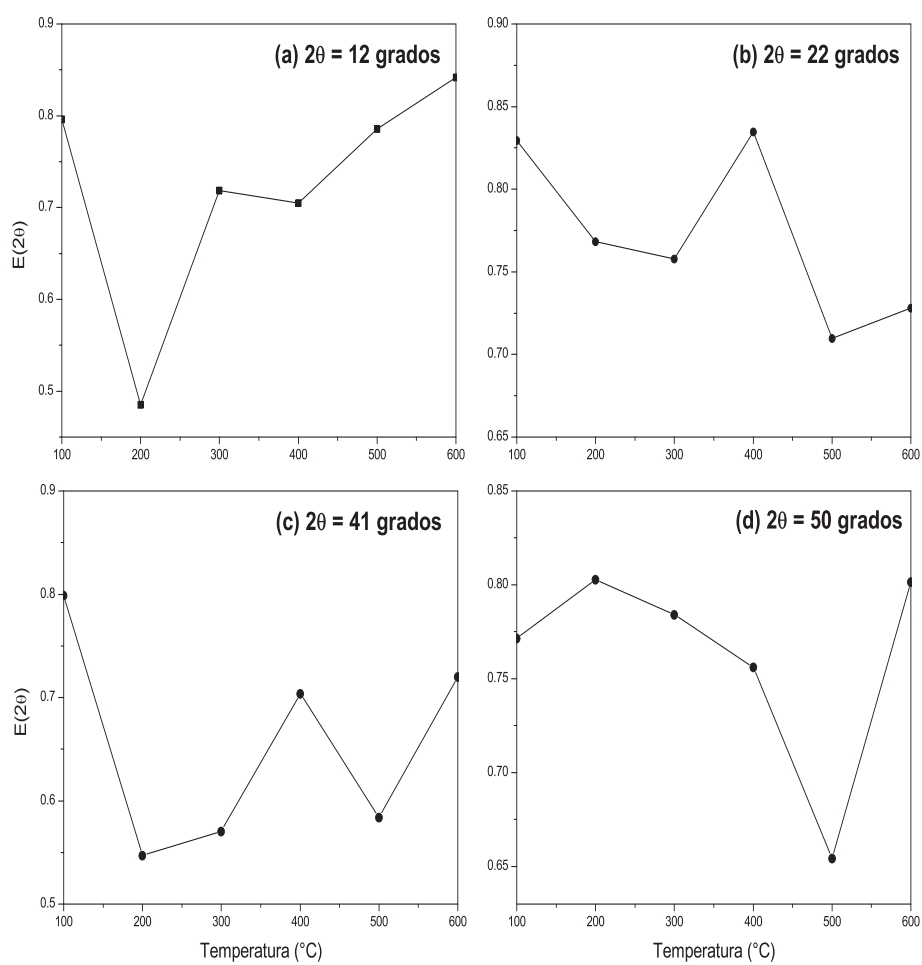 (a) 2θ = 12 grados
E(2θ)
0.9
0.8
0.7
0.6
0.5
100 200 300 400 500 600
(b) 2θ = 22 grados
0.90
0.85
0.80
0.75
0.70
0.65
100 200 300 400 500 600
(c) 2θ = 41 grados
E(2θ)
0.9
0.8
0.7
0.6
0.5
100 200 300 400 500 600
Temperatura (°C)
(d) 2θ = 50 grados
0.85
0.80
0.75
0.70
0.65
100 200 300 400 500 600
Temperatura (°C)